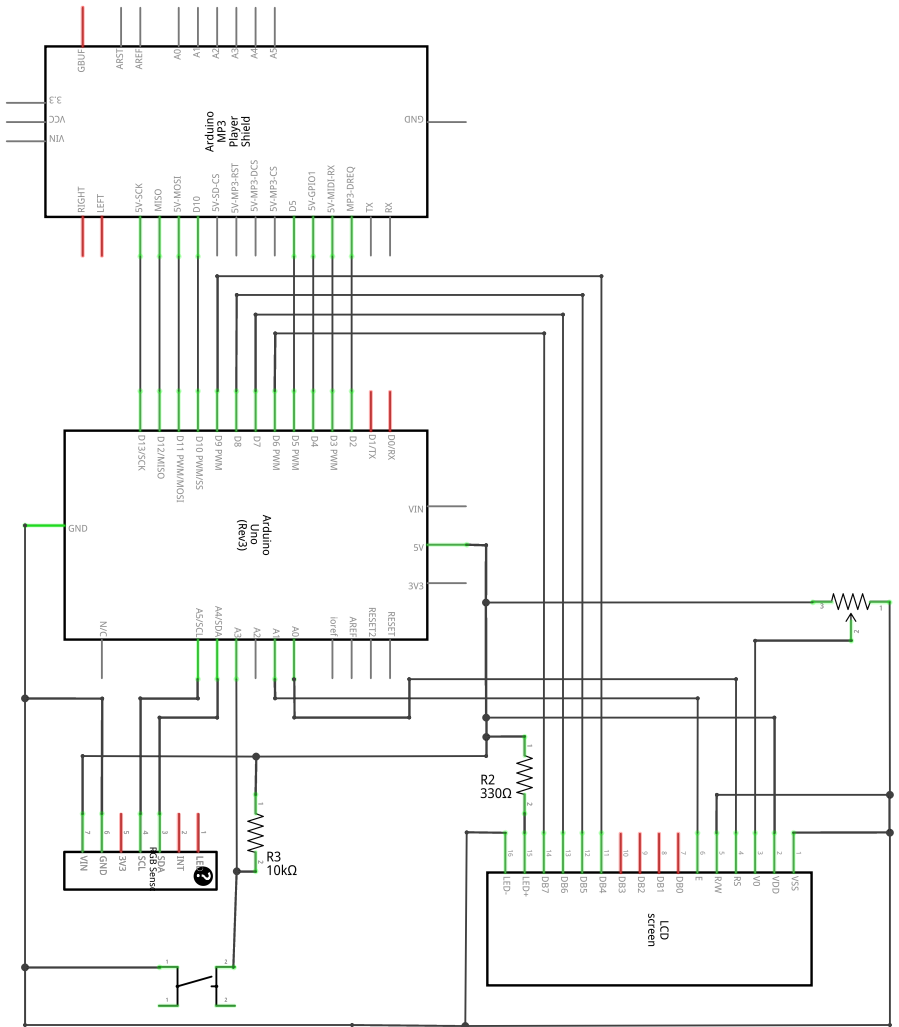 GBUF
ARST
AREF
A0
A1
A2
A3
A4
A5
3.3
VCC
VIN
Arduino
MP3
Player
Shield
GND
RIGHT
LEFT
5V-SCK
MISO
5V-MOSI
D10
5V-SD-CS
5V-MP3-RST
5V-MP3-DCS
5V-MP3-CS
D5
5V-GPIO1
5V-MIDI-RX
MP3-DREQ
TX
RX
D13/SCK
D12/MISO
D11 PWM/MOSI
D10 PWM/SS
D9 PWM
D8
D7
D6 PWM
D5 PWM
D4
D3 PWM
D2
D1/TX
D0/RX
Arduino
Uno
(Rev3)
GND
VIN
5V
3V3
N/C
A5/SCL
A4/SDA
A3
A2
A1
A0
ioref
AREF
RESET2
RESET
3
1
2
1
R2
330Ω
2
1
R3
10kΩ
2
7
6
5
4
3
2
1
VIN
GND
3V3
SCL
SDA
INT
RGB Sens
16
15
14
13
12
11
10
9
8
7
6
5
4
3
2
1
LED-
LED+
DB7
DB6
DB5
DB4
DB3
DB2
DB1
DB0
E
R/W
RS
V0
VDD
VSS
LCD
screen
1
2
1
2